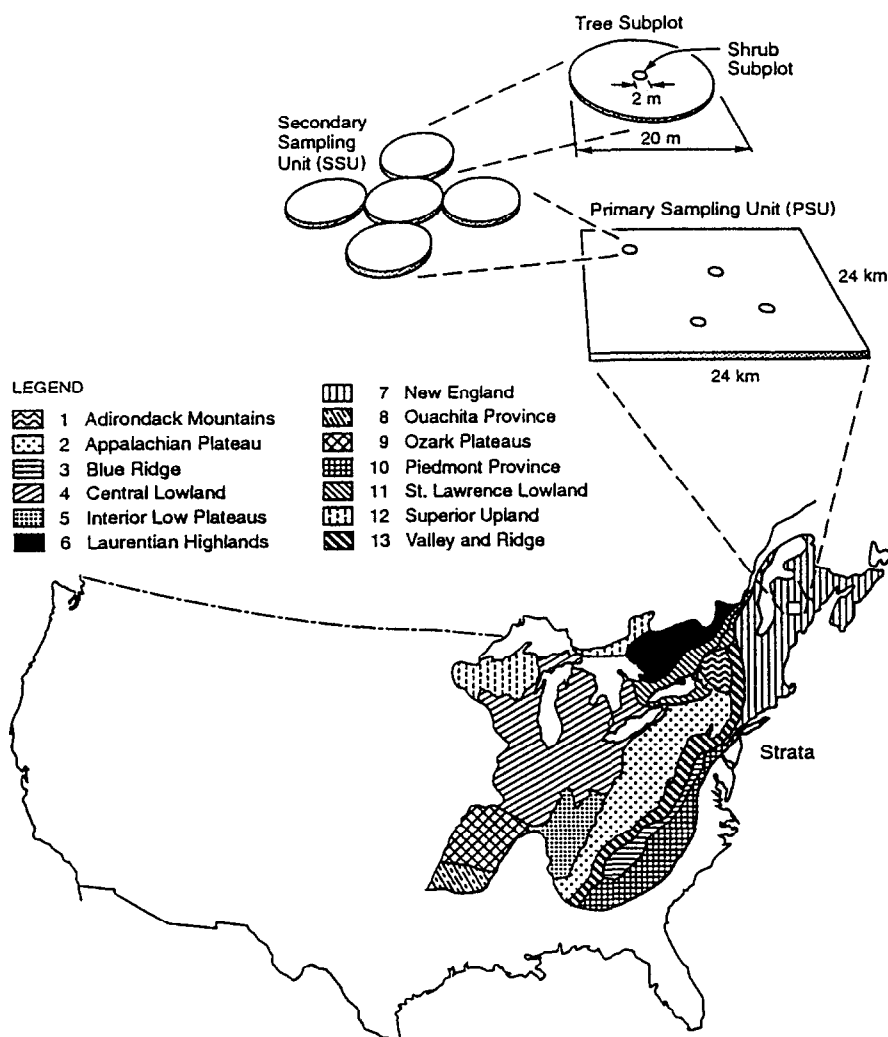 Tree Subplot
Shrub
Subplot
2 m
20 m
Secondary
Sampling
Unit (SSU)
Primary Sampling Unit (PSU)
24 km
24 km
LEGEND
1 Adirondack Mountains
2 Appalachian Plateau
3 Blue Ridge
4 Central Lowland
5 Interior Low Plateaus
6 Laurentian Highlands
7 New England
8 Ouachita Province
9 Ozark Plateaus
10 Piedmont Province
11 St. Lawrence Lowland
12 Superior Upland
13 Valley and Ridge
Strata